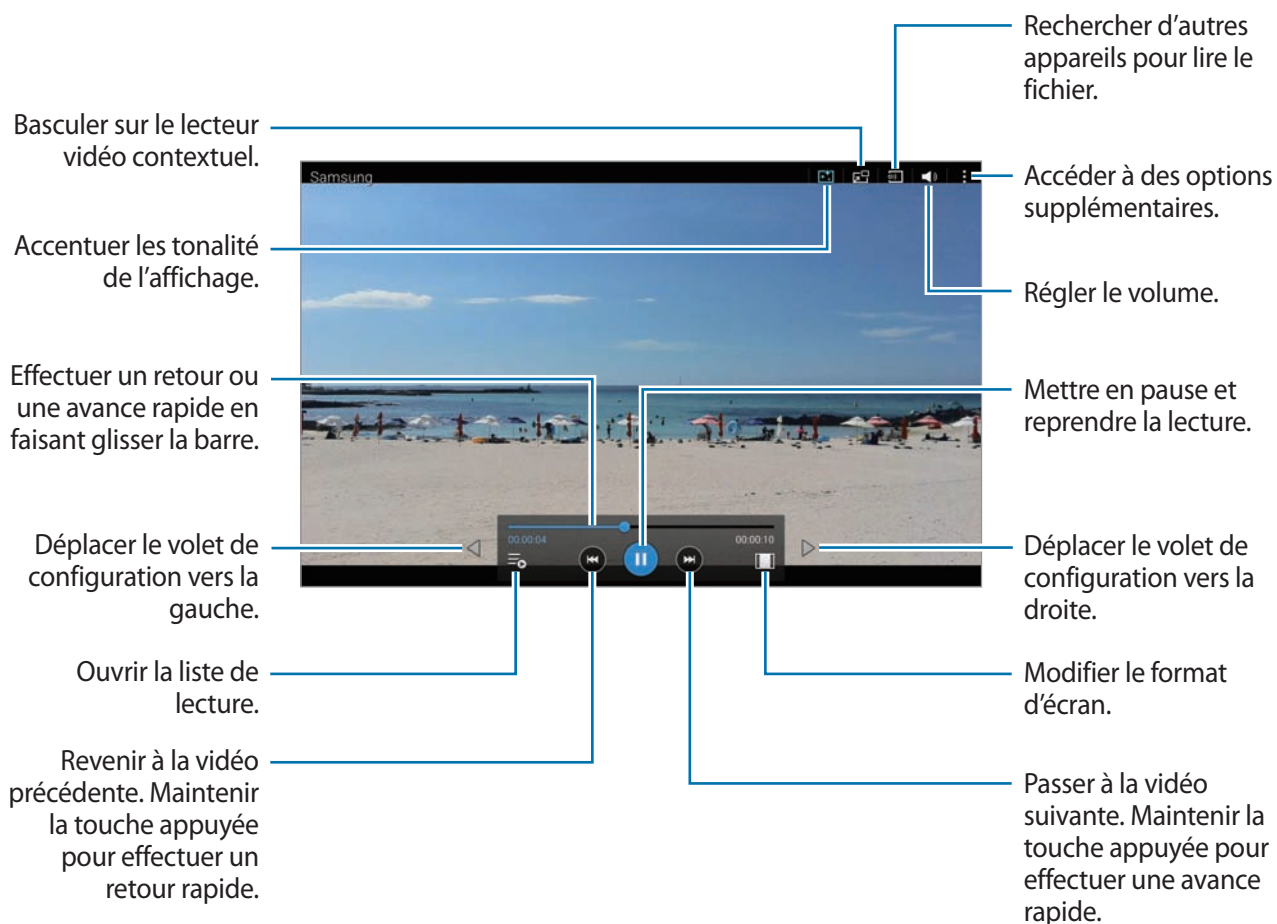 Rechercher d'autres
appareils pour lire le
fichier.
Basculer sur le lecteur
vidéo contextuel.
Samsung
Accéder à des options
supplémentaires.
Accentuer les tonalité
de l'affichage.
Régler le volume.
Effectuer un retour ou
une avance rapide en
faisant glisser la barre.
Mettre en pause et
reprendre la lecture.
00:00:04
00:00:10
Déplacer le volet de
configuration vers la
gauche.
Déplacer le volet de
configuration vers la
droite.
Ouvrir la liste de
lecture.
Modifier le format
d'écran.
Revenir à la vidéo
précédente. Maintenir
la touche appuyée
pour effectuer un
retour rapide.
Passer à la vidéo
suivante. Maintenir la
touche appuyée pour
effectuer une avance
rapide.